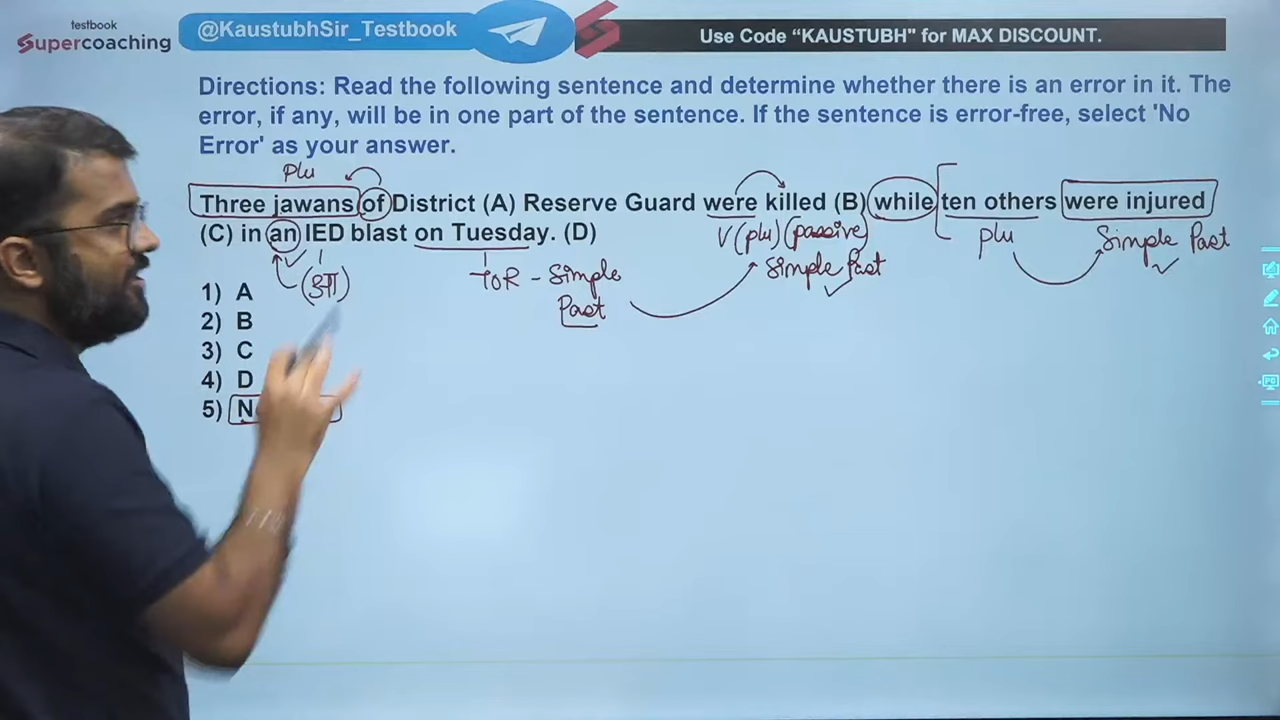 testbook
Supercoaching
@KaustubhSir_Testbook
Use Code “KAUSTUBH" for MAX DISCOUNT.
Directions: Read the following sentence and determine whether there is an error in it. The
error, if any, will be in one part of the sentence. If the sentence is error-free, select 'No
Error' as your answer.
Plu
Three jawans of District (A) Reserve Guard were killed (B) while ten others were injured
(C) in an IED blast on Tuesday. (D)
V (plu) (passive)
Simple Past
plu
Simple Past
(आ)
TOR - Simple
Past
1) A
2) B
3) C
4) D
5) N